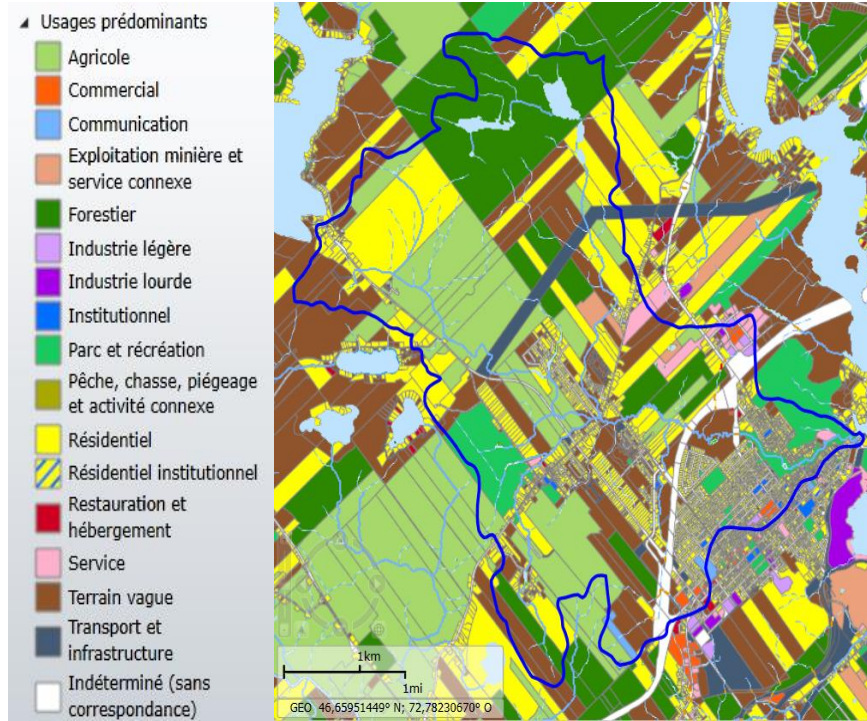 Usages prédominants
Agricole
Commercial
Communication
Exploitation minière et
service connexe
Forestier
Industrie légère
Industrie lourde
Institutionnel
Parc et récréation
Pêche, chasse, piégeage
et activité connexe
Résidentiel
Résidentiel institutionnel
Restauration et
hébergement
Service
Terrain vague
Transport et
infrastructure
Indéterminé (sans
correspondance)
1km
1mi
GEO 46,65951449° N; 72,78230670° O